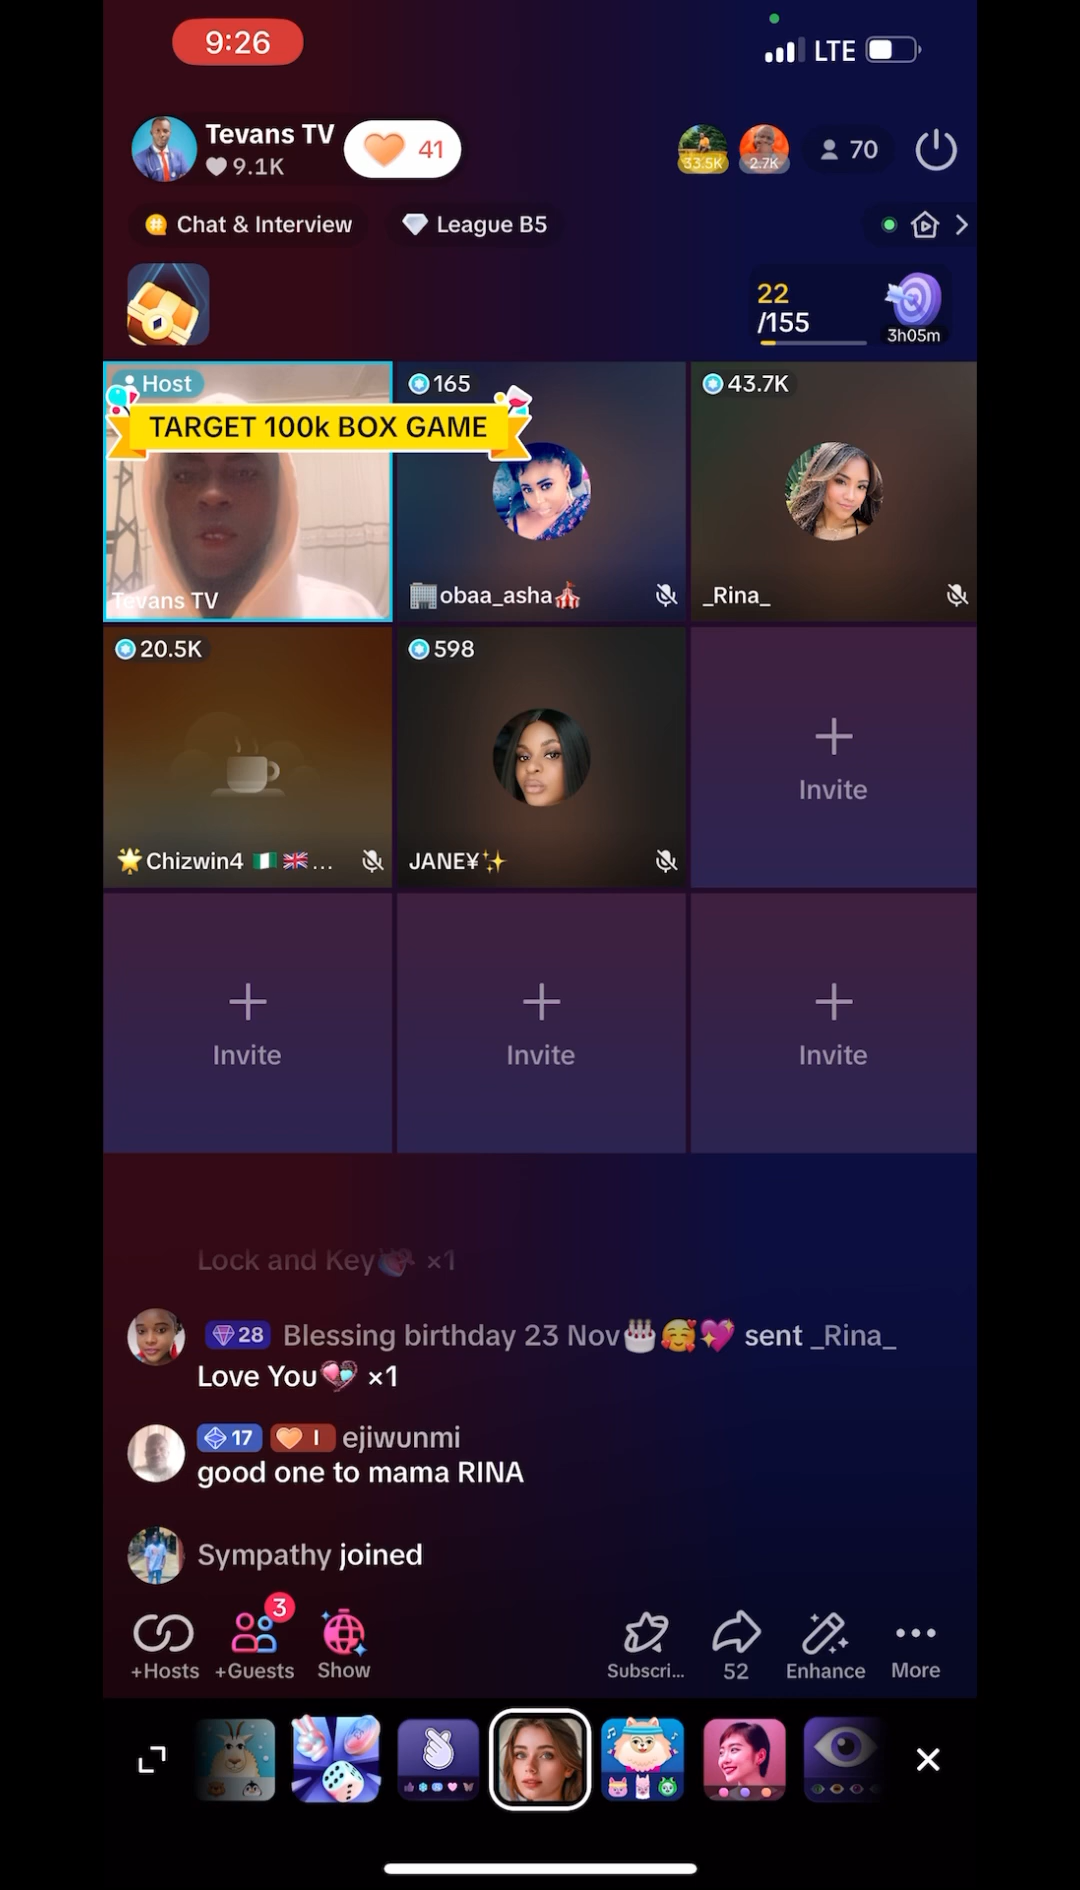 9:26
LTE
Tevans TV
9.1K
41
33.5K
2.7K
70
Chat & Interview
League B5
22
/155
3h05m
Host
TARGET 100k BOX GAME
Tevans TV
165
obaa_asha
43.7K
_Rina_
20.5K
Chizwin4 🇳🇬 🇬🇧 ...
598
JANE¥✨
Invite
Invite
Invite
Invite
Lock and Key ×1
28 Blessing birthday 23 Nov🎂🥰💖 sent _Rina_
Love You ×1
17 I ejiwunmi
good one to mama RINA
Sympathy joined
3
+Hosts
+Guests
Show
Subscri...
52
Enhance
More